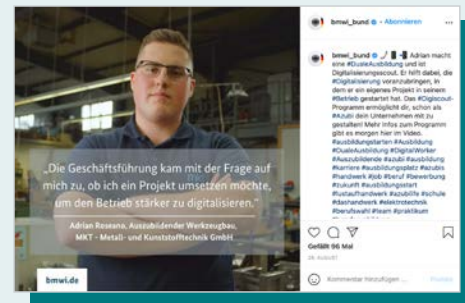 „Die Geschäftsführung kam mit der Frage auf
mich zu, ob ich ein Projekt umsetzen möchte,
um den Betrieb stärker zu digitalisieren."
Adrian Roseano, Auszubildender Werkzeugbau,
MKT - Metall- und Kunststofftechnik GmbH
bmwi.de
bmwi_bund • Abonnieren
bmwi_bund Adrian macht
eine #DualeAusbildung und ist
Digitalisierungsscout. Er hilft dabei, die
#Digitalisierung voranzubringen, in
dem er ein eigenes Projekt in seinem
#Betrieb gestartet hat. Das #Digiscout-
Programm ermöglicht dir, schon als
#Azubi dein Unternehmen mit zu
gestalten! Mehr Infos zum Programm
gibt es morgen hier im Video.
#ausbildungstarten #Ausbildung
#DualeAusbildung #DigitalWorker
#Auszubildende #azubi #ausbildung
#karriere #ausbildungsplatz #azubis
#handwerk #job #beruf #bewerbung
#zukunft #ausbildungsstart
#lustaufhandwerk #azubilife #schule
#dashandwerk #elektrotechnik
#berufswahl #team #praktikum
Gefällt 96 Mal
28. AUGUST
Kommentar hinzufügen ...